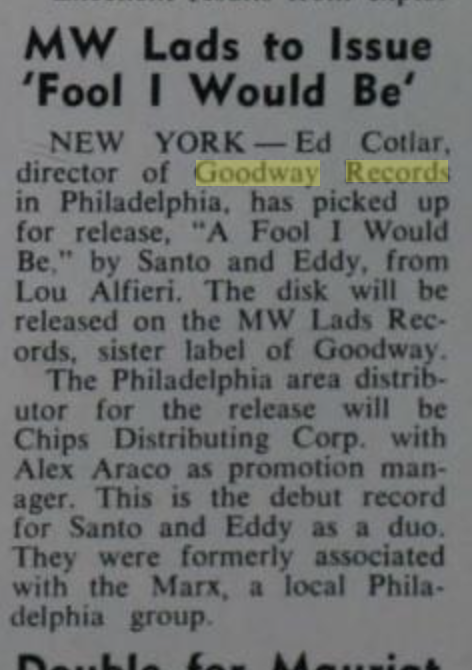 MW Lads to Issue
'Fool I Would Be'
NEW YORK — Ed Cotlar,
director of Goodway Records
in Philadelphia, has picked up
for release, "A Fool I Would
Be," by Santo and Eddy, from
Lou Alfieri. The disk will be
released on the MW Lads Rec-
ords, sister label of Goodway.
The Philadelphia area distrib-
utor for the release will be
Chips Distributing Corp. with
Alex Araco as promotion man-
ager. This is the debut record
for Santo and Eddy as a duo.
They were formerly associated
with the Marx, a local Phila-
delphia group.
Double for Mauriat